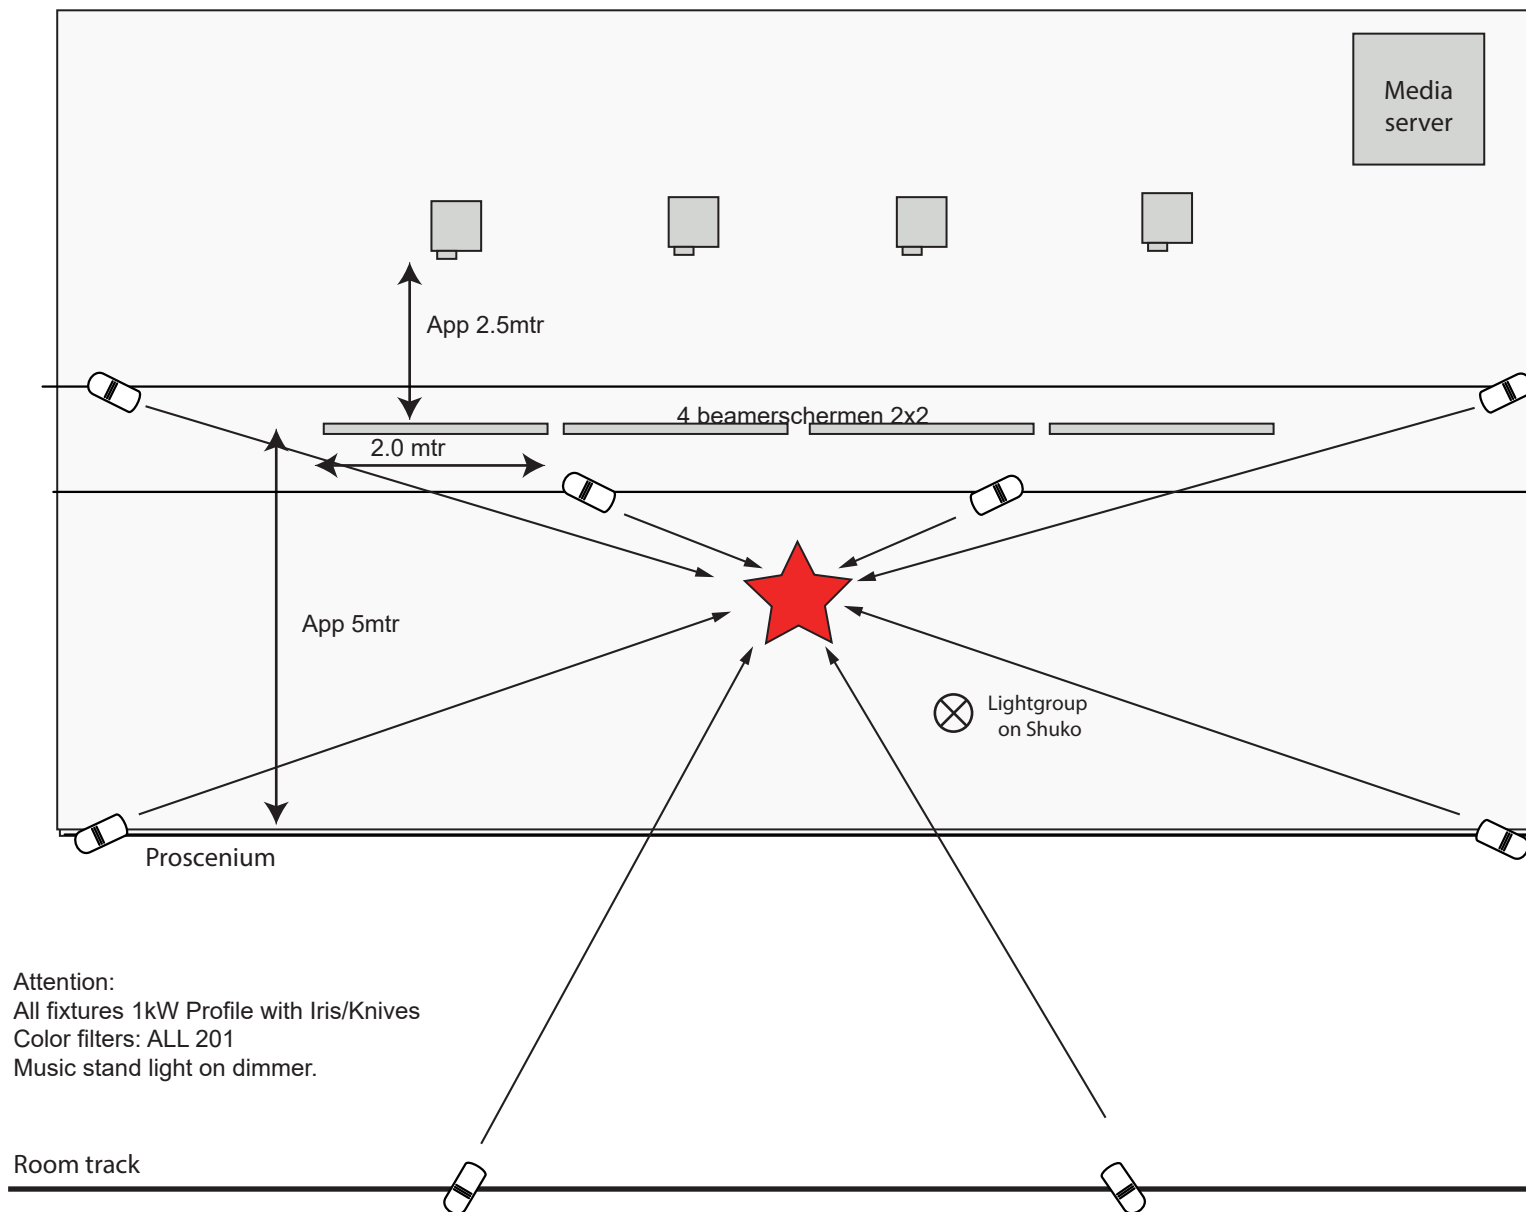 Media
server
App 2.5mtr
4 beamerschermen 2x2
2.0 mtr
App 5mtr
Lightgroup
on Shuko
Proscenium
Attention:
All fixtures 1kW Profile with Iris/Knives
Color filters: ALL 201
Music stand light on dimmer.
Room track